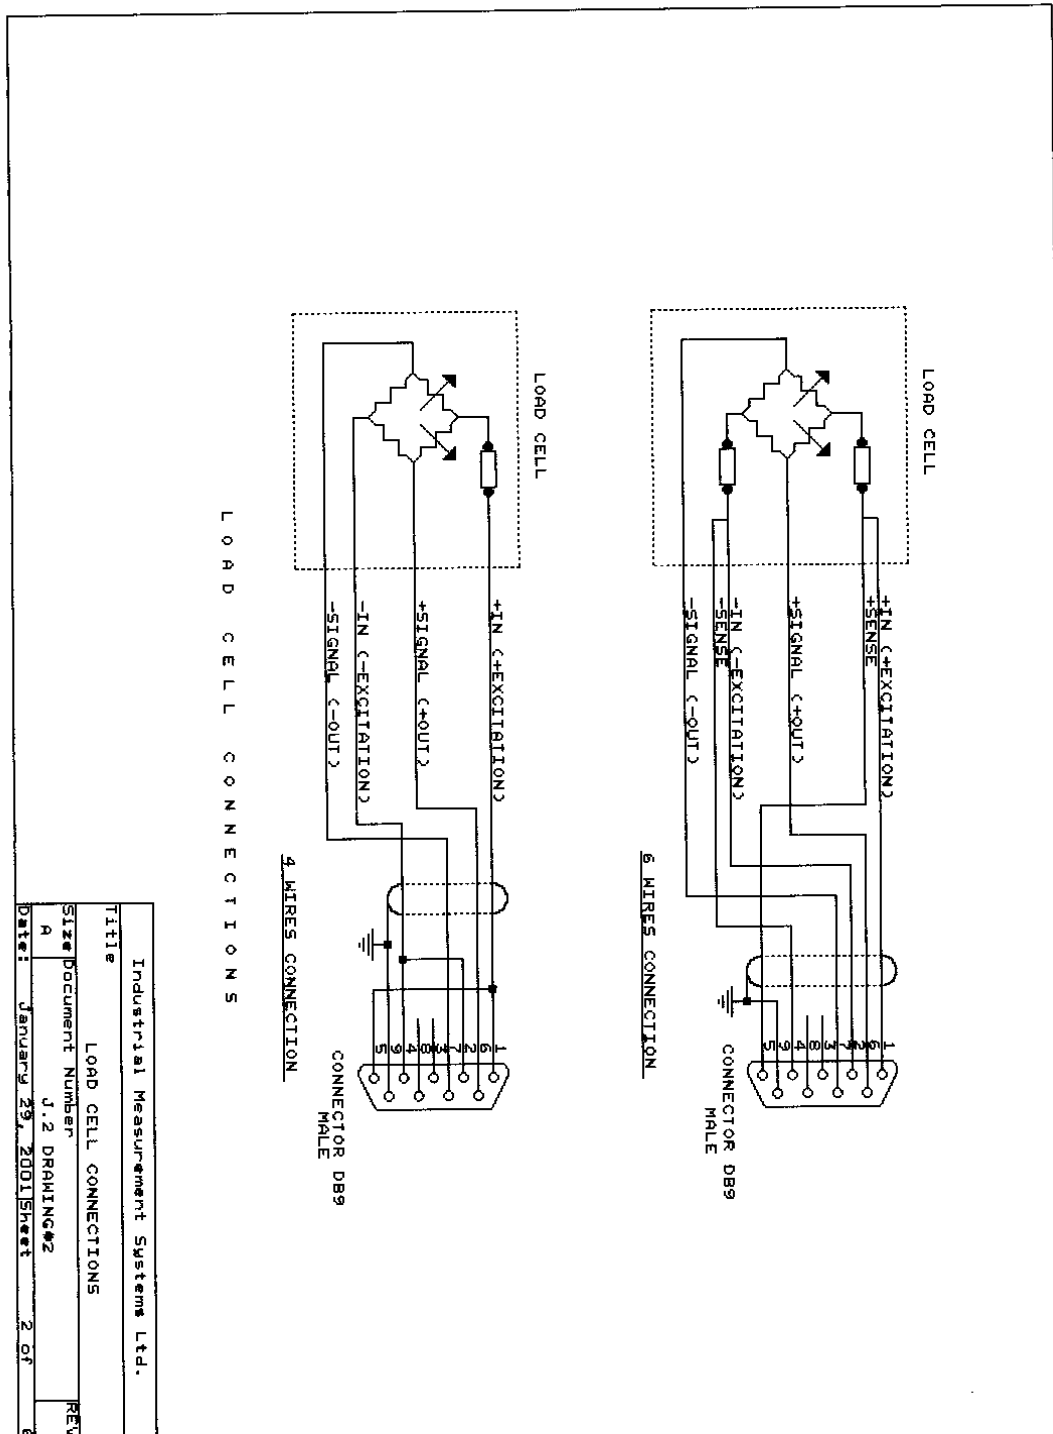 LOAD CELL
+IN (+EXCITATION)
+SENSE
+SIGNAL (+OUT)
-IN (-EXCITATION)
-SENSE
-SIGNAL (-OUT)
6 WIRES CONNECTION
1
6
2
7
3
8
4
9
5
CONNECTOR DB9
MALE
LOAD CELL
+IN (+EXCITATION)
+SIGNAL (+OUT)
-IN (-EXCITATION)
-SIGNAL (-OUT)
4 WIRES CONNECTION
1
6
2
7
3
8
4
9
5
CONNECTOR DB9
MALE
LOAD CELL CONNECTIONS
Industrial Measurement Systems Ltd.
Title
LOAD CELL CONNECTIONS
Size Document Number REV
A J.2 DRAWING#2
Date: January 29, 2001 Sheet 2 of